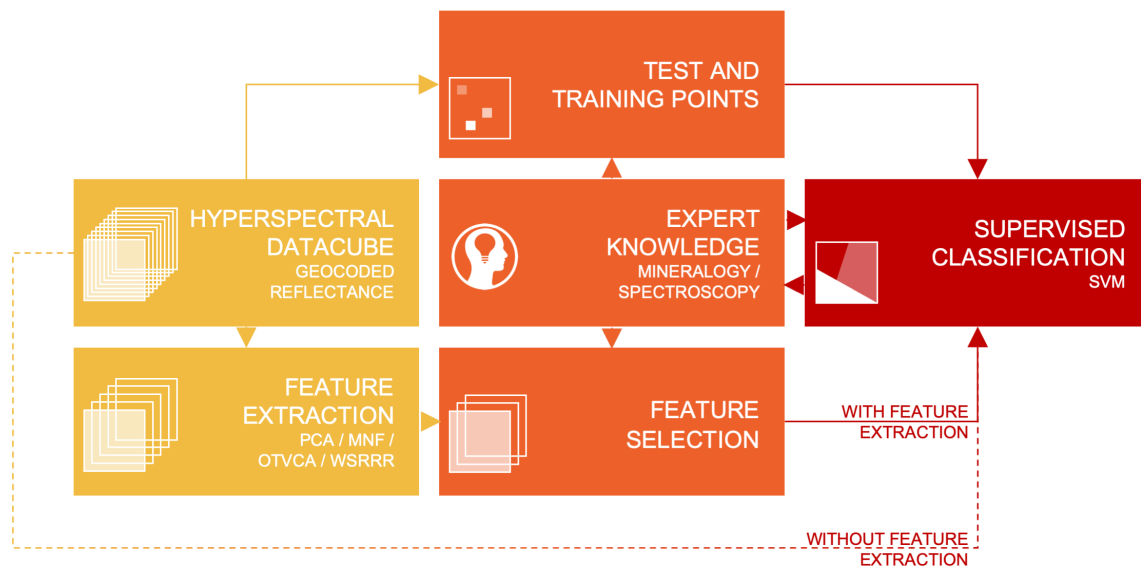 TEST AND
TRAINING POINTS
HYPERSPECTRAL
DATACUBE
GEOCODED
REFLECTANCE
EXPERT
KNOWLEDGE
MINERALOGY /
SPECTROSCOPY
SUPERVISED
CLASSIFICATION
SVM
FEATURE
EXTRACTION
PCA / MNF /
OTVCA / WSRRR
FEATURE
SELECTION
WITH FEATURE
EXTRACTION
WITHOUT FEATURE
EXTRACTION